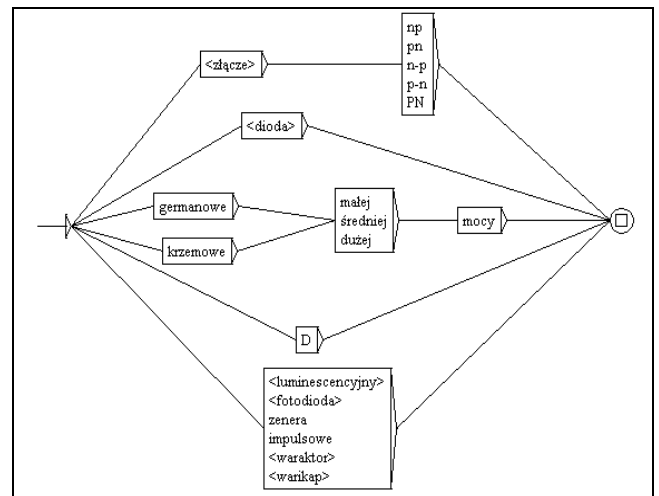 <złącze>
np
pn
n-p
p-n
PN
<dioda>
germanowe
krzemowe
małej
średniej
dużej
mocy
D
<luminescencyjny>
<fotodioda>
zenera
impulsowe
<waraktor>
<warikap>